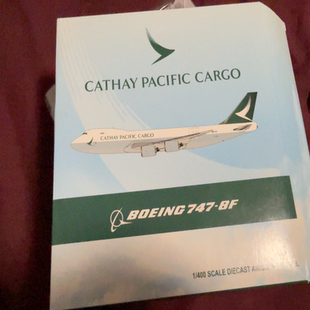 CATHAY PACIFIC CARGO
CATHAY PACIFIC CARGO
BOEING 747-8F
1/400 SCALE DIECAST